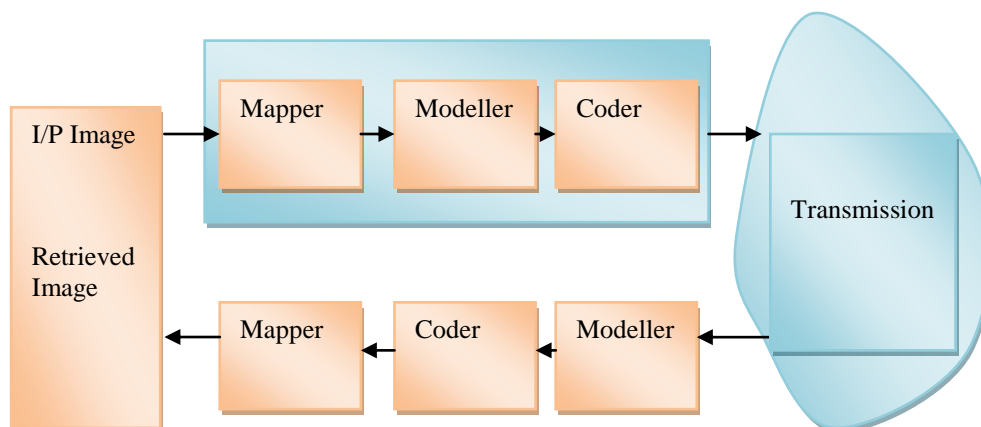 I/P Image
Mapper
Modeller
Coder
Transmission
Retrieved
Image
Mapper
Coder
Modeller